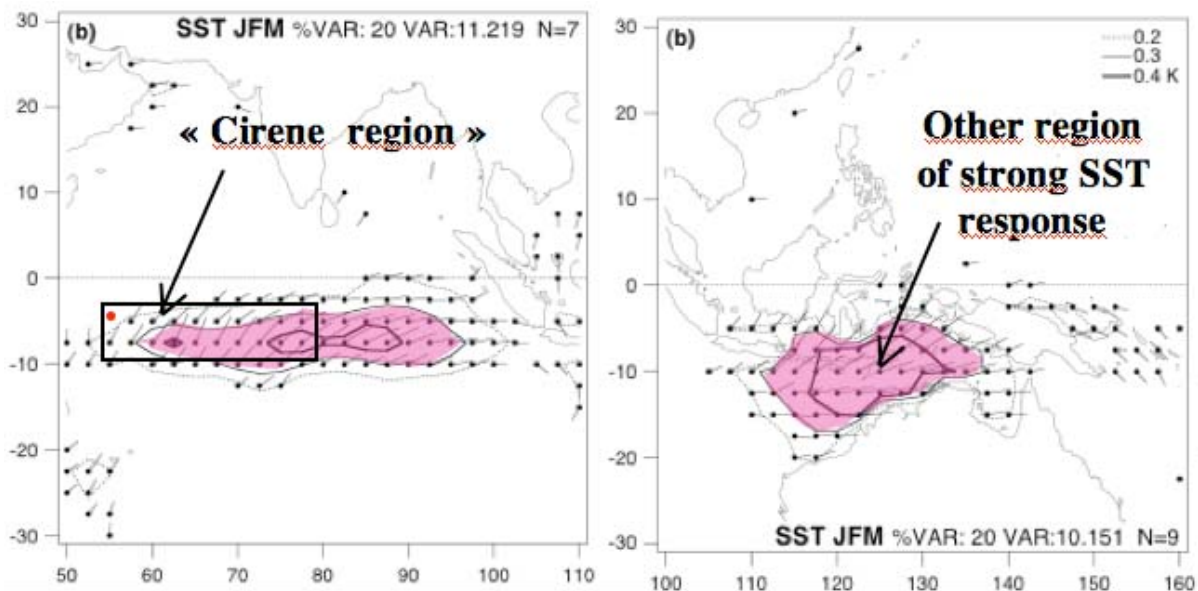 (b) SST JFM %VAR: 20 VAR:11.219 N=7
« Cirene region »
30
20
10
0
-10
-20
-30
50 60 70 80 90 100 110
(b)
0.2
0.3
0.4 K
Other region
of strong SST
response
30
20
10
0
-10
-20
-30
SST JFM %VAR: 20 VAR:10.151 N=9
100 110 120 130 140 150 160